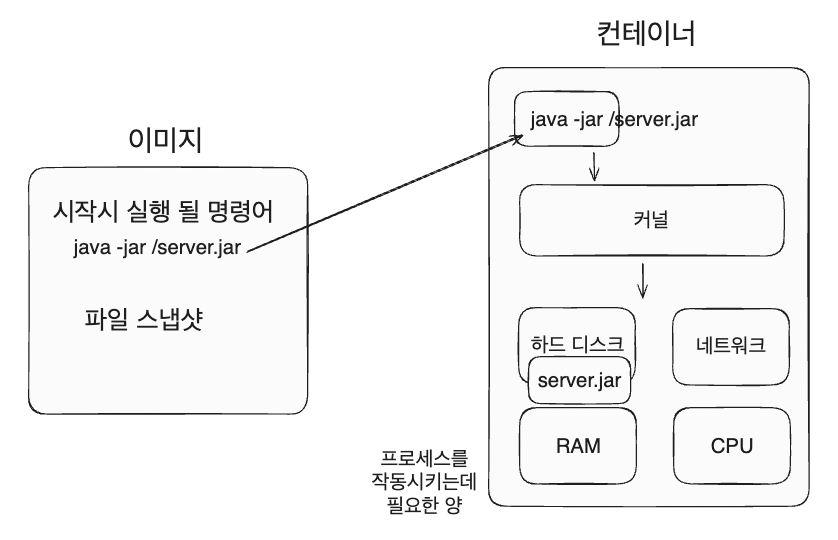 컨테이너
java -jar /server.jar
이미지
시작시 실행 될 명령어
커널
java -jar /server.jar
파일 스냅샷
하드 디스크
네트워크
server.jar
RAM
CPU
프로세스를
작동시키는데
필요한 양